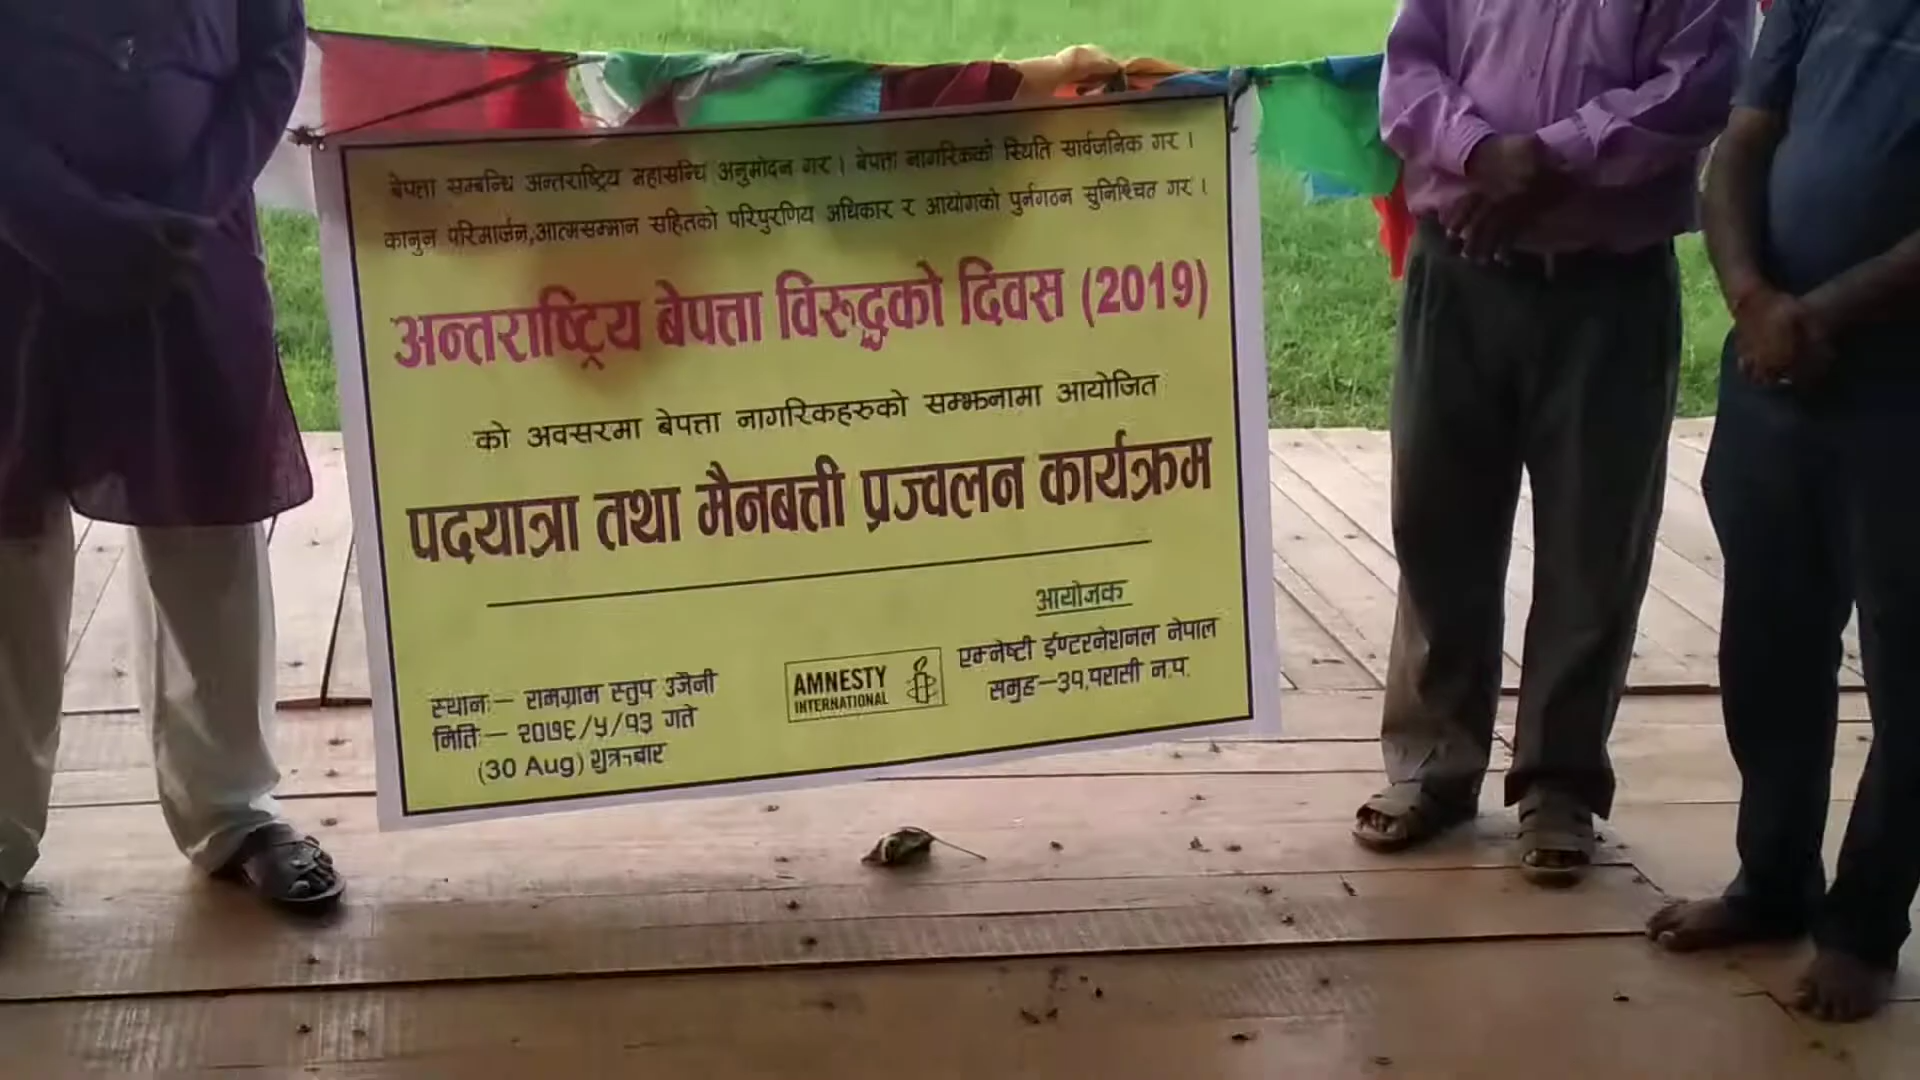 बेपत्ता सम्बन्धि अन्तराष्ट्रिय महासन्धि अनुमोदन गर । बेपत्ता नागरिकको स्थिति सार्वजनिक गर ।
कानुन परिमार्जन,आत्मसम्मान सहितको परिपुरणिय अधिकार र आयोगको पुर्नगठन सुनिश्चित गर ।
अन्तराष्ट्रिय बेपत्ता विरुद्धको दिवस (2019)
को अवसरमा बेपत्ता नागरिकहरुको सम्झनामा आयोजित
पदयात्रा तथा मैनबत्ती प्रज्वलन कार्यक्रम
आयोजक
एम्नेष्टी ईण्टरनेशनल नेपाल
समुह–३१,परासी न.प.
AMNESTY
INTERNATIONAL
स्थानः– रामग्राम स्तुप उजैनी
मिति– २०७६/५/१३ गते
(30 Aug) शुक्रबार